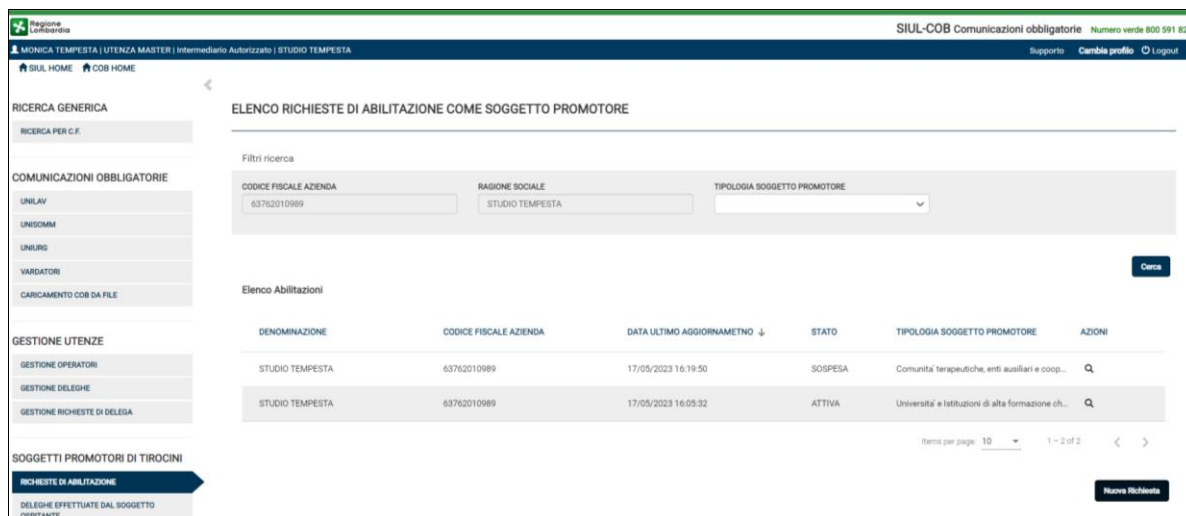 Regione
Lombardia
SIUL-COB Comunicazioni obbligatorie Numero verde 800 591 82
MONICA TEMPESTA | UTENZA MASTER | Intermediario Autorizzato | STUDIO TEMPESTA
Supporto Cambia profilo Logout
SIUL HOME COB HOME
RICERCA GENERICA
RICERCA PER C.F.
COMUNICAZIONI OBBLIGATORIE
UNILAV
UNISOMM
UNIURG
VARDATORI
CARICAMENTO COB DA FILE
GESTIONE UTENZE
GESTIONE OPERATORI
GESTIONE DELEGHE
GESTIONE RICHIESTE DI DELEGA
SOGGETTI PROMOTORI DI TIROCINI
RICHIESTE DI ABILITAZIONE
DELEGHE EFFETTUATE DAL SOGGETTO
OSPITANTE
ELENCO RICHIESTE DI ABILITAZIONE COME SOGGETTO PROMOTORE
Filtri ricerca
CODICE FISCALE AZIENDA RAGIONE SOCIALE TIPOLOGIA SOGGETTO PROMOTORE
63762010989 STUDIO TEMPESTA
Cerca
Elenco Abilitazioni
DENOMINAZIONE CODICE FISCALE AZIENDA DATA ULTIMO AGGIORNAMETNO ↓ STATO TIPOLOGIA SOGGETTO PROMOTORE AZIONI
STUDIO TEMPESTA 63762010989 17/05/2023 16:19:50 SOSPESA Comunita' terapeutiche, enti ausiliari e coop...
STUDIO TEMPESTA 63762010989 17/05/2023 16:05:32 ATTIVA Universita' e Istituzioni di alta formazione ch...
Items per page: 10 1 – 2 of 2
Nuova Richiesta